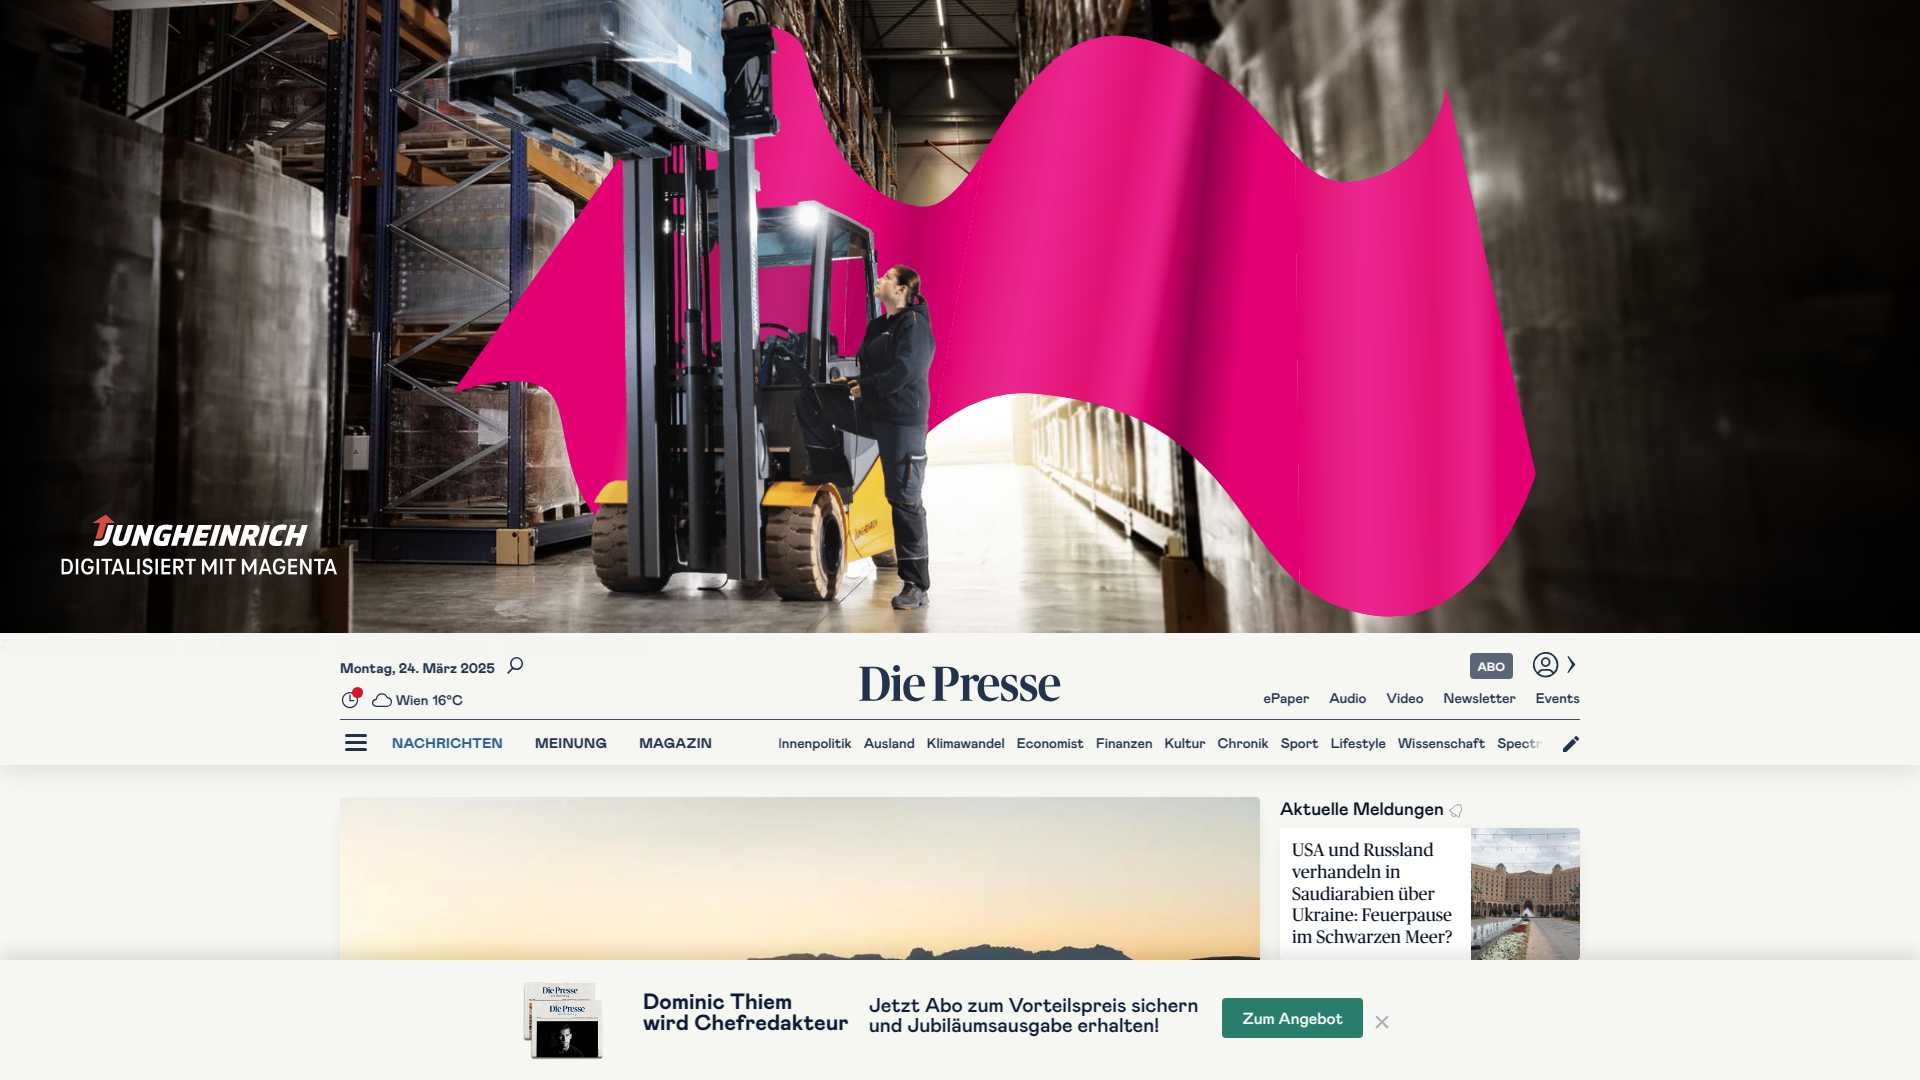 JUNGHEINRICH
DIGITALISIERT MIT MAGENTA
Montag, 24. März 2025
Wien 16°C
Die Presse
ABO
ePaper Audio Video Newsletter Events
NACHRICHTEN MEINUNG MAGAZIN
Innenpolitik Ausland Klimawandel Economist Finanzen Kultur Chronik Sport Lifestyle Wissenschaft Spectr
Aktuelle Meldungen
USA und Russland
verhandeln in
Saudiarabien über
Ukraine: Feuerpause
im Schwarzen Meer?
Die Presse
Die Presse
Dominic Thiem
wird Chefredakteur
Jetzt Abo zum Vorteilspreis sichern
und Jubiläumsausgabe erhalten!
Zum Angebot